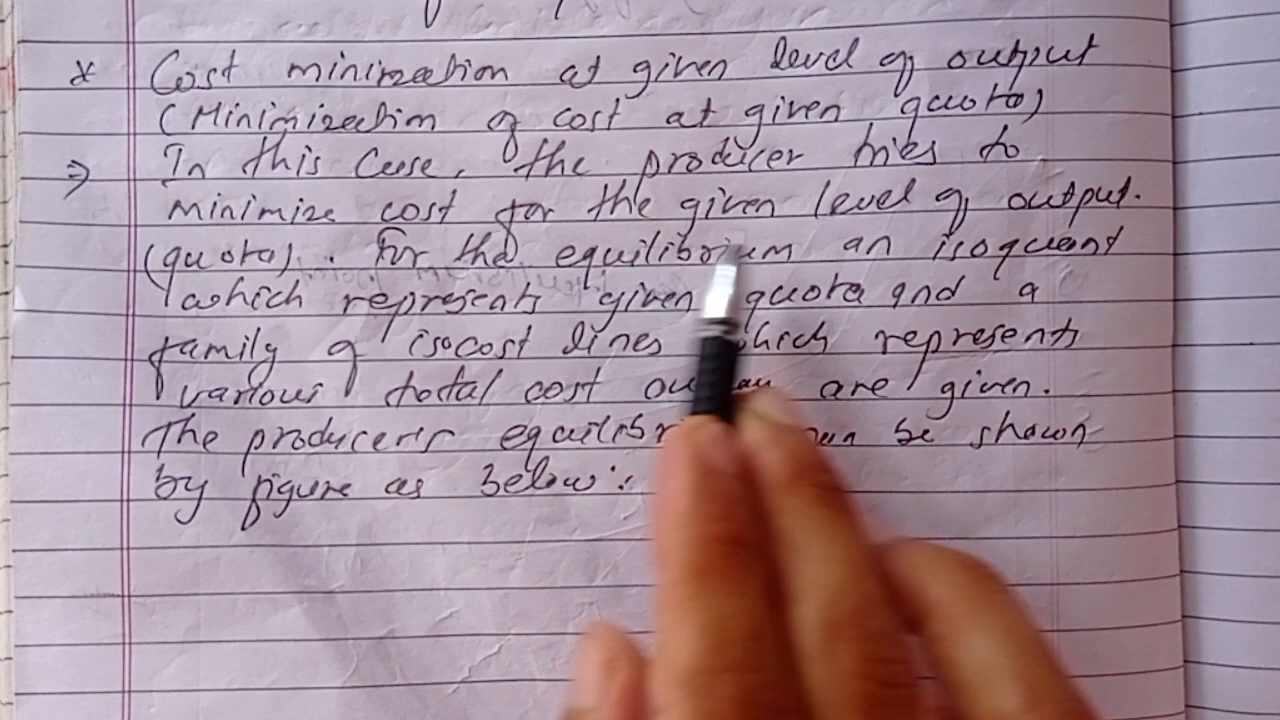 * Cost minimization at given level of output
(Minimization of cost at given quota)
⇒ In this case, the producer tries to
minimize cost for the given level of output.
(quota). For the equilibrium an isoquant
which represents given quota and a
family of isocost lines which represents
various total cost are given.
The producer's can be shown
by figure as below: